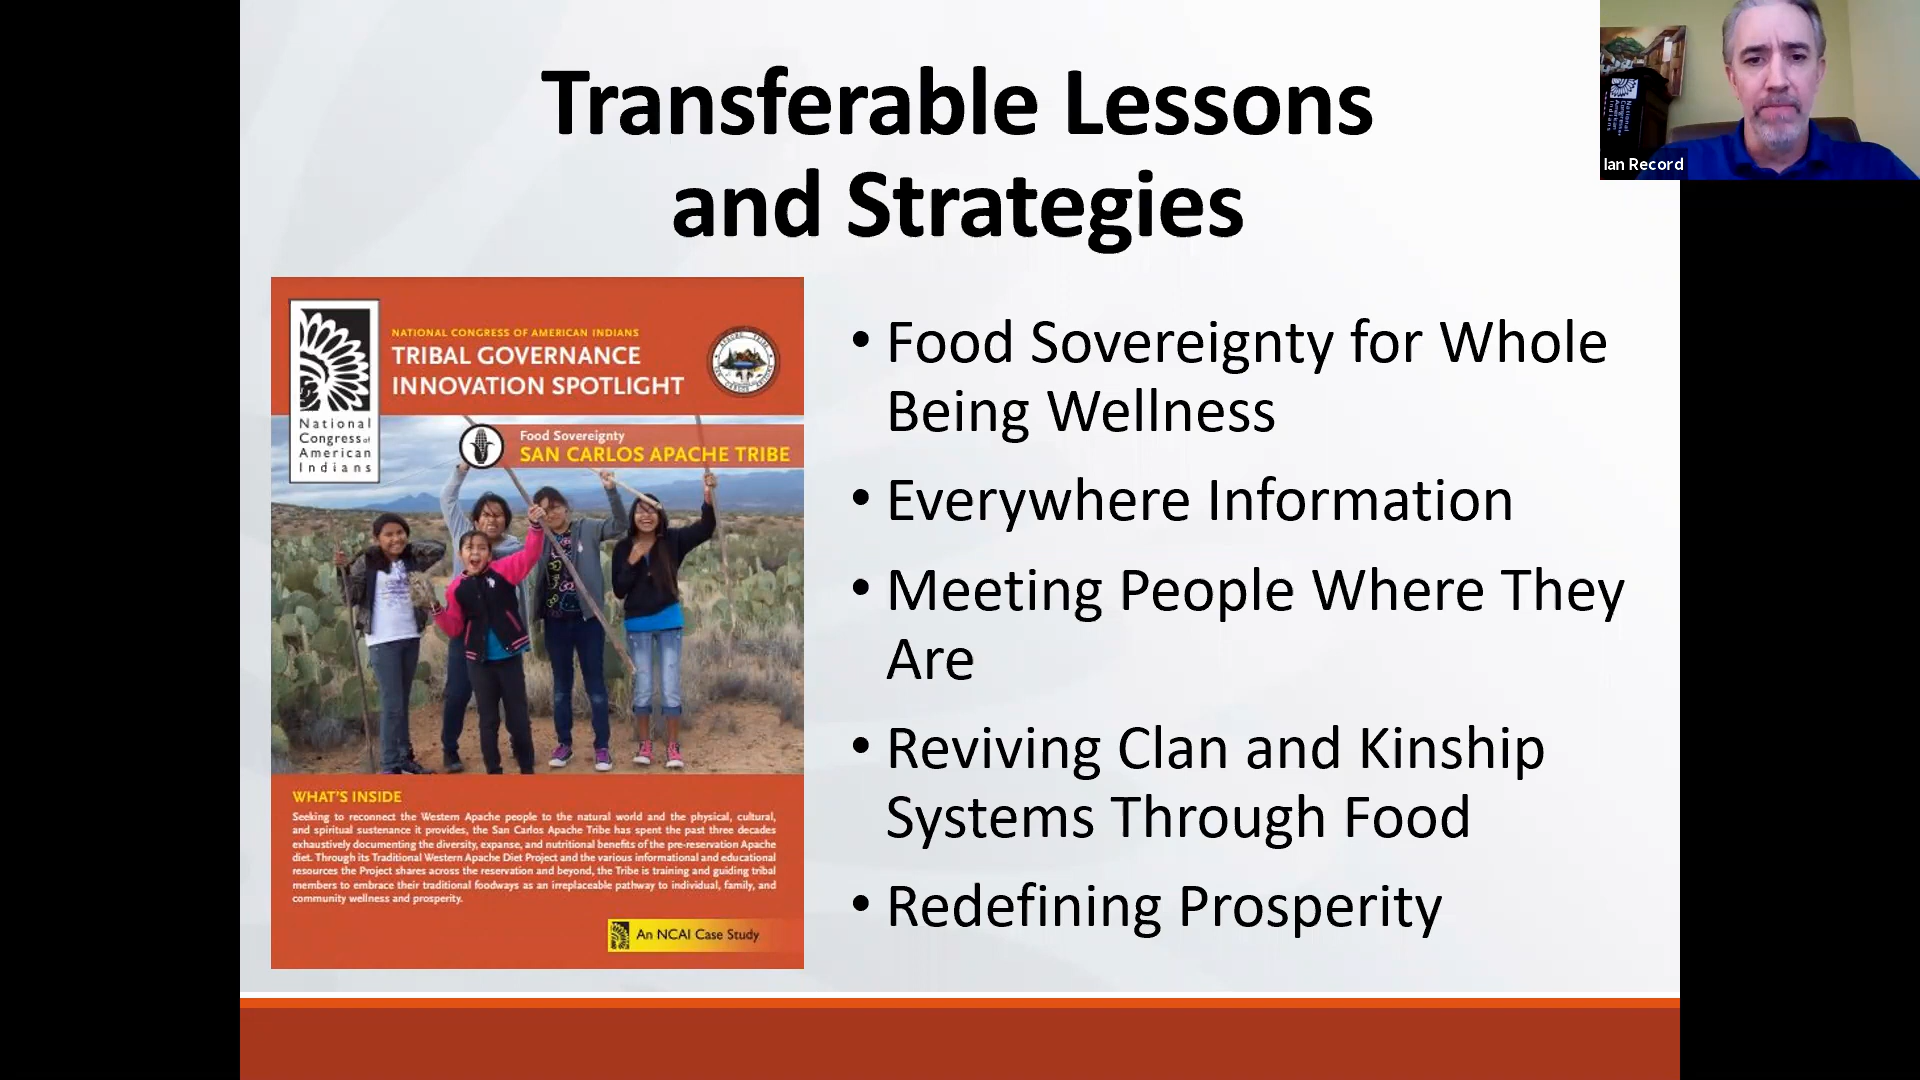 Transferable Lessons
and Strategies
Ian Record
National
Congress of
American
Indians
NATIONAL CONGRESS OF AMERICAN INDIANS
TRIBAL GOVERNANCE
INNOVATION SPOTLIGHT
National
Congress of
American
Indians
Food Sovereignty
SAN CARLOS APACHE TRIBE
WHAT'S INSIDE
Seeking to reconnect the Western Apache people to the natural world and the physical, cultural,
and spiritual sustenance it provides, the San Carlos Apache Tribe has spent the past three decades
exhaustively documenting the diversity, expanse, and nutritional benefits of the pre-reservation Apache
diet. Through its Traditional Western Apache Diet Project and the various informational and educational
resources the Project shares across the reservation and beyond, the Tribe is training and guiding tribal
members to embrace their traditional foodways as an irreplaceable pathway to individual, family, and
community wellness and prosperity.
An NCAI Case Study
• Food Sovereignty for Whole
Being Wellness
• Everywhere Information
• Meeting People Where They
Are
• Reviving Clan and Kinship
Systems Through Food
• Redefining Prosperity